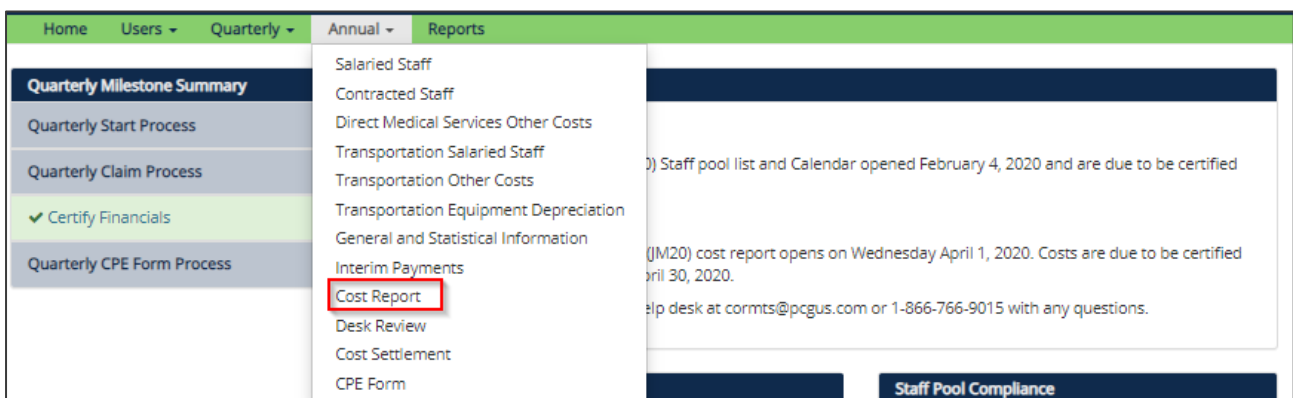 Home Users Quarterly Annual Reports
Quarterly Milestone Summary
Quarterly Start Process
Quarterly Claim Process
Certify Financials
Quarterly CPE Form Process
Salaried Staff
Contracted Staff
Direct Medical Services Other Costs
Transportation Salaried Staff
Transportation Other Costs
Transportation Equipment Depreciation
General and Statistical Information
Interim Payments
Cost Report
Desk Review
Cost Settlement
CPE Form
) Staff pool list and Calendar opened February 4, 2020 and are due to be certified
(JM20) cost report opens on Wednesday April 1, 2020. Costs are due to be certified
ril 30, 2020.
elp desk at cormts@pcgus.com or 1-866-766-9015 with any questions.
Staff Pool Compliance